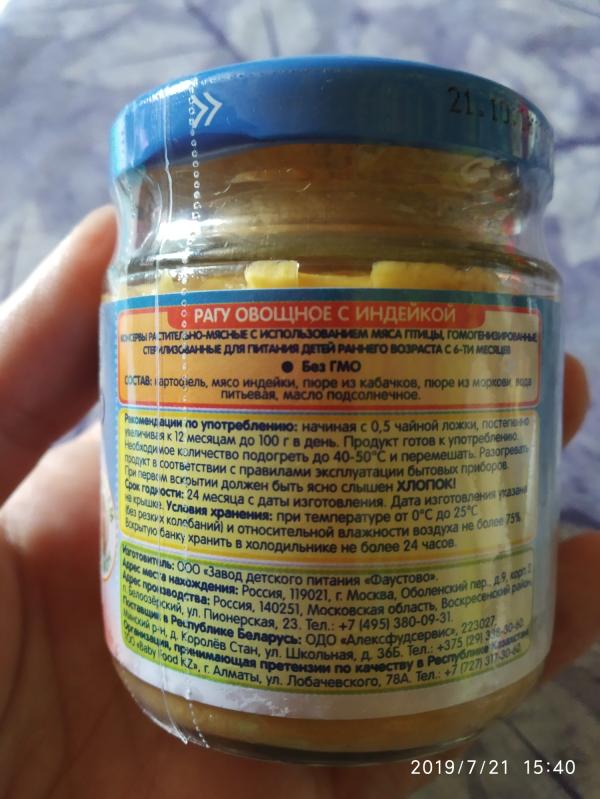 21.10
РАГУ ОВОЩНОЕ С ИНДЕЙКОЙ
КОНСЕРВЫ РАСТИТЕЛЬНО-МЯСНЫЕ С ИСПОЛЬЗОВАНИЕМ МЯСА ПТИЦЫ, ГОМОГЕНИЗИРОВАННЫЕ,
СТЕРИЛИЗОВАННЫЕ ДЛЯ ПИТАНИЯ ДЕТЕЙ РАННЕГО ВОЗРАСТА С 6-ТИ МЕСЯЦЕВ
● Без ГМО
СОСТАВ: картофель, мясо индейки, пюре из кабачков, пюре из моркови, вода
питьевая, масло подсолнечное.
Рекомендации по употреблению: начиная с 0,5 чайной ложки, постепенно
увеличивая к 12 месяцам до 100 г в день. Продукт готов к употреблению.
Необходимое количество подогреть до 40-50°С и перемешать. Разогревать
продукт в соответствии с правилами эксплуатации бытовых приборов.
При первом вскрытии должен быть ясно слышен ХЛОПОК!
Срок годности: 24 месяца с даты изготовления. Дата изготовления указана
на крышке. Условия хранения: при температуре от 0°С до 25°С
(без резких колебаний) и относительной влажности воздуха не более 75%.
Вскрытую банку хранить в холодильнике не более 24 часов.
Изготовитель: ООО «Завод детского питания «Фаустово».
Адрес места нахождения: Россия, 119021, г. Москва, Оболенский пер., д.9, корп.
Адрес производства: Россия, 140251, Московская область, Воскресенский район,
п. Белоозёрский, ул. Пионерская, 23. Тел.: +7 (495) 380-09-31.
Поставщик в Республике Беларусь: ОДО «Алексфудсервис», 223027,
Минский р-н, д. Королёв Стан, ул. Школьная, д. 36Б. Тел.: +375 (29)
Организация, принимающая претензии по качеству в Республике Казахстан:
ТОО «Baby Food KZ», г. Алматы, ул. Лобачевского, 78А. Тел.: +7 (727) 317-30-60.
2019/7/21 15:40